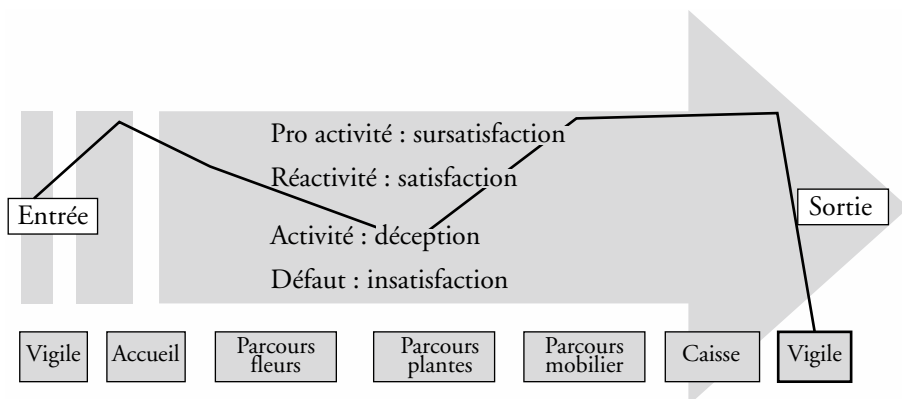 Pro activité : sursatisfaction
Réactivité : satisfaction
Entrée
Sortie
Activité : déception
Défaut : insatisfaction
Vigile
Accueil
Parcours
fleurs
Parcours
plantes
Parcours
mobilier
Caisse
Vigile